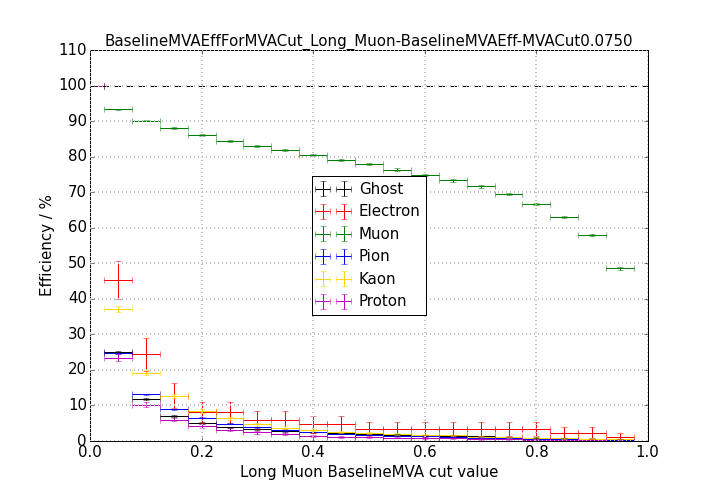 BaselineMVAEffForMVACut_Long_Muon-BaselineMVAEff-MVACut0.0750
110
100
90
80
70
60
50
40
30
20
10
0
Efficiency / %
Ghost
Electron
Muon
Pion
Kaon
Proton
0.0 0.2 0.4 0.6 0.8 1.0
Long Muon BaselineMVA cut value